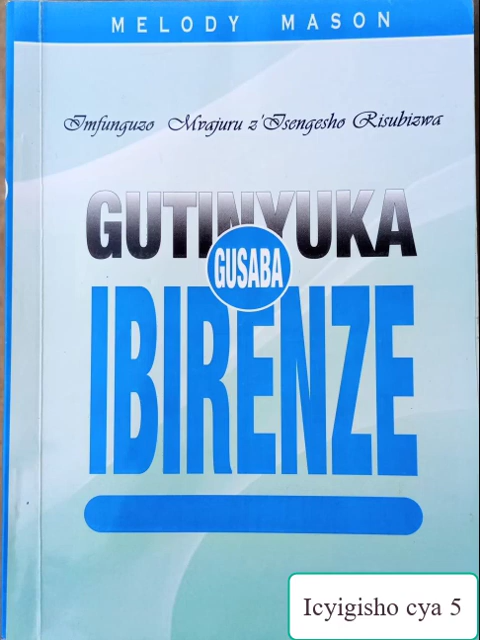 MELODY MASON
Imfunguzo Mvajuru z'Isengesho Risubizwa
GUTINYUKA
GUSABA
IBIRENZE
Icyigisho cya 5